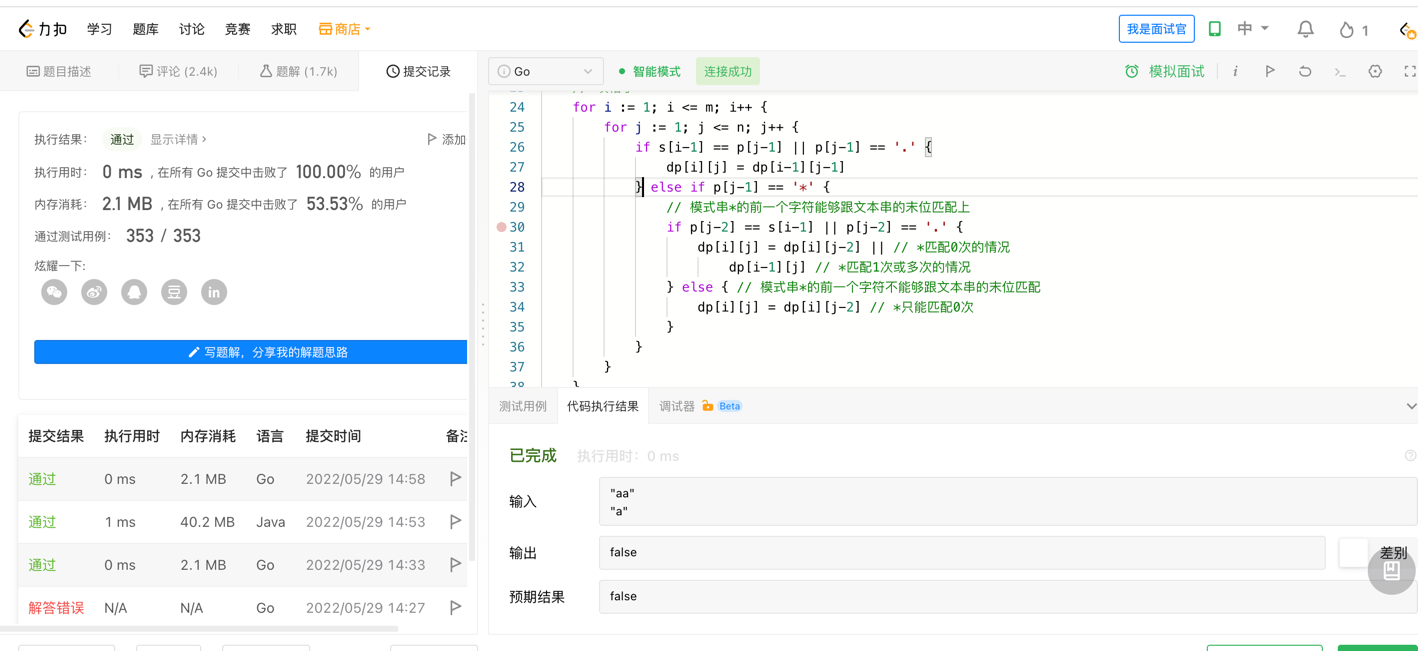 力扣 学习 题库 讨论 竞赛 求职 商店 我是面试官 中 1
题目描述 评论 (2.4k) 题解 (1.7k) 提交记录
执行结果： 通过 显示详情 › 添加
执行用时： 0 ms , 在所有 Go 提交中击败了 100.00% 的用户
内存消耗： 2.1 MB , 在所有 Go 提交中击败了 53.53% 的用户
通过测试用例： 353 / 353
炫耀一下:
写题解，分享我的解题思路
提交结果 执行用时 内存消耗 语言 提交时间 备注
通过 0 ms 2.1 MB Go 2022/05/29 14:58
通过 1 ms 40.2 MB Java 2022/05/29 14:53
通过 0 ms 2.1 MB Go 2022/05/29 14:33
解答错误 N/A N/A Go 2022/05/29 14:27
Go 智能模式 连接成功 模拟面试
24 for i := 1; i <= m; i++ {
25 for j := 1; j <= n; j++ {
26 if s[i-1] == p[j-1] || p[j-1] == '.' {
27 dp[i][j] = dp[i-1][j-1]
28 } else if p[j-1] == '*' {
29 // 模式串*的前一个字符能够跟文本串的末位匹配上
30 if p[j-2] == s[i-1] || p[j-2] == '.' {
31 dp[i][j] = dp[i][j-2] || // *匹配0次的情况
32 dp[i-1][j] // *匹配1次或多次的情况
33 } else { // 模式串*的前一个字符不能够跟文本串的末位匹配
34 dp[i][j] = dp[i][j-2] // *只能匹配0次
35 }
36 }
37 }
38 }
测试用例 代码执行结果 调试器 Beta
已完成 执行用时：0 ms
输入
"aa"
"a"
输出 false 差别
预期结果 false